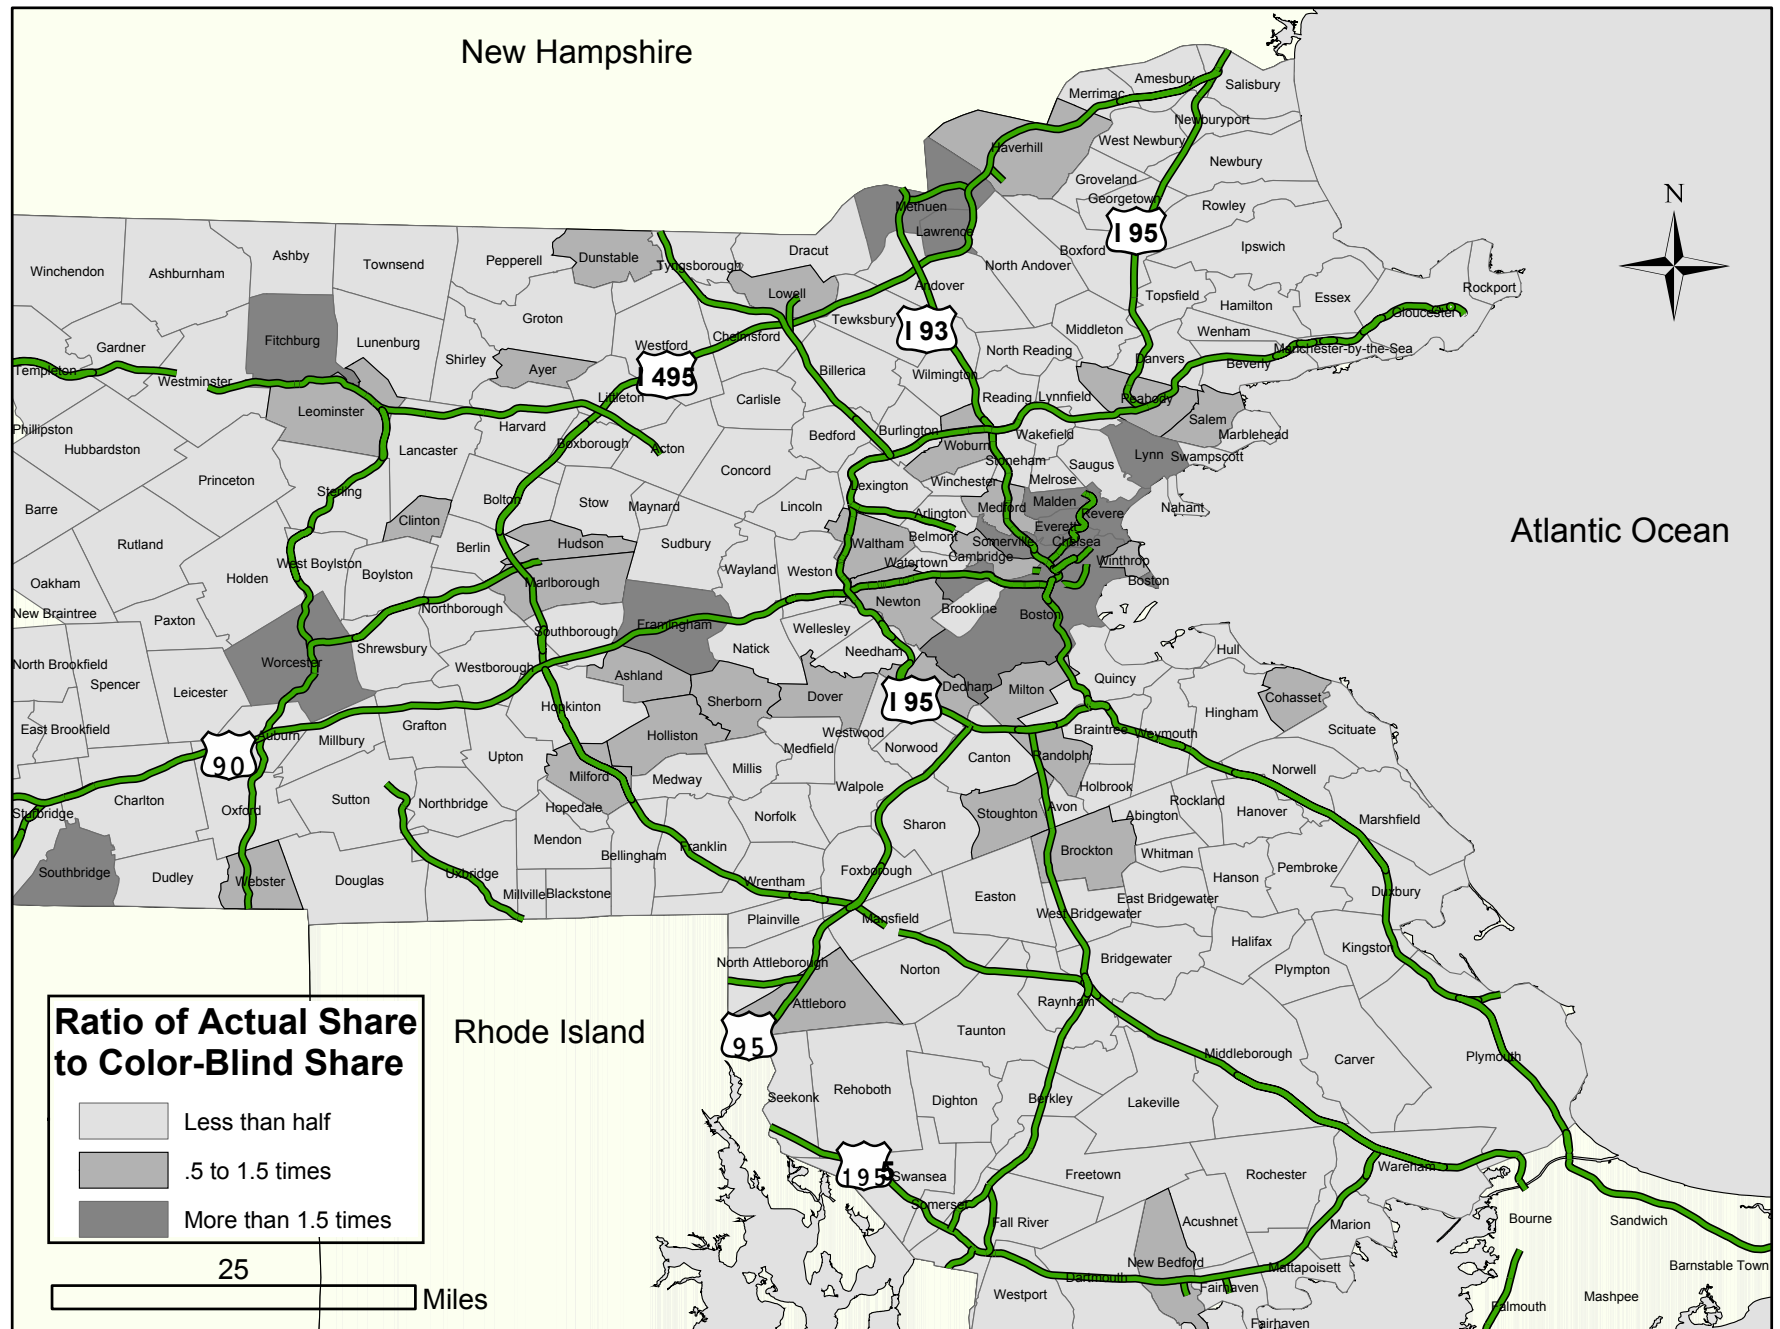 New Hampshire
Amesbury
Salisbury
Merrimac
Newburyport
West Newbury
Haverhill
Newbury
Groveland
Georgetown
Rowley
Methuen
Lawrence
I 95
N
Boxford
Ipswich
Dracut
North Andover
Ashby
Townsend
Pepperell
Dunstable
Tyngsborough
Winchendon
Ashburnham
Andover
Lowell
Topsfield
Hamilton
Essex
Rockport
Gloucester
Groton
Tewksbury
I 93
Middleton
Wenham
Fitchburg
Lunenburg
Chelmsford
Westford
Gardner
Shirley
North Reading
Danvers
Manchester-by-the-Sea
Beverly
Templeton
Westminster
Ayer
I 495
Billerica
Wilmington
Littleton
Carlisle
Reading
Lynnfield
Peabody
Leominster
Salem
Marblehead
Phillipston
Harvard
Boxborough
Acton
Bedford
Burlington
Wakefield
Hubbardston
Lancaster
Woburn
Stoneham
Saugus
Lynn
Swampscott
Princeton
Concord
Melrose
Winchester
Lexington
Sterling
Bolton
Stow
Maynard
Lincoln
Medford
Malden
Revere
Nahant
Barre
Clinton
Arlington
Everett
Atlantic Ocean
Rutland
Berlin
Hudson
Sudbury
Waltham
Belmont
Somerville
Chelsea
Cambridge
Winthrop
Boston
Watertown
West Boylston
Boylston
Wayland
Weston
Oakham
Holden
Marlborough
Newton
Brookline
Boston
New Braintree
Paxton
Northborough
Southborough
Framingham
Wellesley
Needham
Natick
Shrewsbury
Worcester
Westborough
North Brookfield
Spencer
Leicester
Ashland
Sherborn
Dover
I 95
Dedham
Milton
Quincy
Hull
Cohasset
Hingham
Scituate
East Brookfield
Auburn
Millbury
Grafton
Hopkinton
Holliston
Westwood
Medfield
Norwood
Braintree
Weymouth
90
Upton
Milford
Medway
Millis
Walpole
Canton
Randolph
Holbrook
Norwell
Sturbridge
Charlton
Oxford
Sutton
Northbridge
Hopedale
Norfolk
Sharon
Stoughton
Avon
Abington
Rockland
Hanover
Marshfield
Mendon
Bellingham
Franklin
Foxborough
Brockton
Whitman
Hanson
Pembroke
Southbridge
Dudley
Webster
Douglas
Uxbridge
Millville
Blackstone
Wrentham
Easton
East Bridgewater
Duxbury
West Bridgewater
Plainville
Mansfield
Halifax
Kingston
North Attleborough
Norton
Bridgewater
Plympton
Attleboro
Raynham
Taunton
95
Rhode Island
Middleborough
Carver
Plymouth
Seekonk
Rehoboth
Dighton
Berkley
Lakeville
195
5
Swansea
Freetown
Rochester
Wareham
Somerset
Fall River
Acushnet
Marion
Bourne
Sandwich
New Bedford
Mattapoisett
Dartmouth
Fairhaven
Westport
Fairhaven
Barnstable Town
Mashpee
Falmouth
Ratio of Actual Share
to Color-Blind Share
Less than half
.5 to 1.5 times
More than 1.5 times
25
Miles